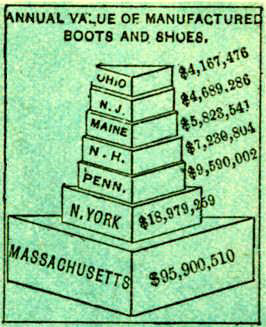 ANNUAL VALUE OF MANUFACTURED
BOOTS AND SHOES.
OHIO $4,167,476
N.J. $4,689,286
MAINE $5,823,541
N.H. $7,230,804
PENN. $9,590,002
N.YORK $18,979,259
MASSACHUSETTS $95,900,510